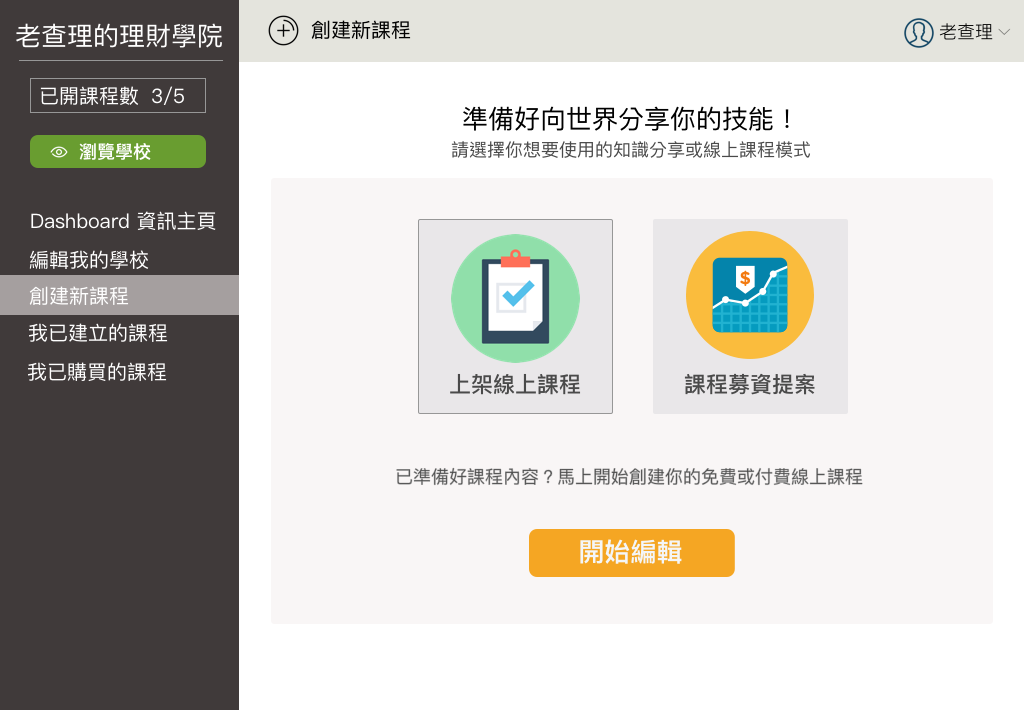 老查理的理財學院
已開課程數 3/5
瀏覽學校
Dashboard 資訊主頁
編輯我的學校
創建新課程
我已建立的課程
我已購買的課程
創建新課程
老查理
準備好向世界分享你的技能！
請選擇你想要使用的知識分享或線上課程模式
$
上架線上課程
課程募資提案
已準備好課程內容？馬上開始創建你的免費或付費線上課程
開始編輯